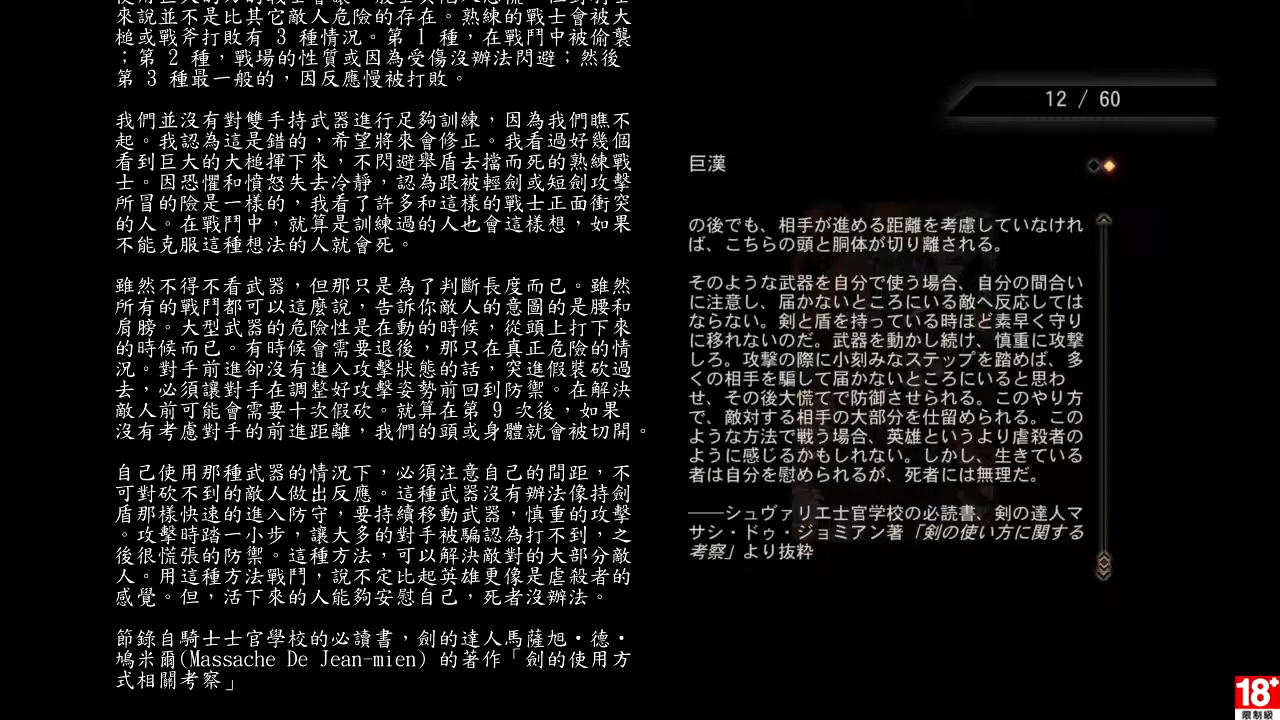 來說並不是比其它敵人危險的存在。熟練的戰士會被大
槌或戰斧打敗有 3 種情況。第 1 種，在戰鬥中被偷襲
；第 2 種，戰場的性質或因為受傷沒辦法閃避；然後
第 3 種最一般的，因反應慢被打敗。
我們並沒有對雙手持武器進行足夠訓練，因為我們瞧不
起。我認為這是錯的，希望將來會修正。我看過好幾個
看到巨大的大槌揮下來，不閃避舉盾去擋而死的熟練戰
士。因恐懼和憤怒失去冷靜，認為跟被輕劍或短劍攻擊
所冒的險是一樣的，我看了許多和這樣的戰士正面衝突
的人。在戰鬥中，就算是訓練過的人也會這樣想，如果
不能克服這種想法的人就會死。
雖然不得不看武器，但那只是為了判斷長度而已。雖然
所有的戰鬥都可以這麼說，告訴你敵人的意圖的是腰和
肩膀。大型武器的危險性是在動的時候，從頭上打下來
的時候而已。有時候會需要退後，那只在真正危險的情
況。對手前進卻沒有進入攻擊狀態的話，突進假裝砍過
去，必須讓對手在調整好攻擊姿勢前回到防禦。在解決
敵人前可能會需要十次假砍。就算在第 9 次後，如果
沒有考慮對手的前進距離，我們的頭或身體就會被切開。
自己使用那種武器的情況下，必須注意自己的間距，不
可對砍不到的敵人做出反應。這種武器沒有辦法像持劍
盾那樣快速的進入防守，要持續移動武器，慎重的攻擊
。攻擊時踏一小步，讓大多的對手被騙認為打不到，之
後很慌張的防禦。這種方法，可以解決敵對的大部分敵
人。用這種方法戰鬥，說不定比起英雄更像是虐殺者的
感覺。但，活下來的人能夠安慰自己，死者沒辦法。
節錄自騎士士官學校的必讀書，劍的達人馬薩旭・德・
鳩米爾(Massache De Jean-mien) 的著作「劍的使用方
式相關考察」
12 / 60
巨漢
の後でも、相手が進める距離を考慮していなけれ
ば、こちらの頭と胴体が切り離される。
そのような武器を自分で使う場合、自分の間合い
に注意し、届かないところにいる敵へ反応しては
ならない。剣と盾を持っている時ほど素早く守り
に移れないのだ。武器を動かし続け、慎重に攻撃
しろ。攻撃の際に小刻みなステップを踏めば、多
くの相手を騙して届かないところにいると思わ
せ、その後大慌てで防御させられる。このやり方
で、敵対する相手の大部分を仕留められる。この
ような方法で戦う場合、英雄というより虐殺者の
ように感じるかもしれない。しかし、生きている
者は自分を慰められるが、死者には無理だ。
――シュヴァリエ士官学校の必読書、剣の達人マ
サシ・ドゥ・ジョミアン著「剣の使い方に関する
考察」より抜粋
18+
限制級